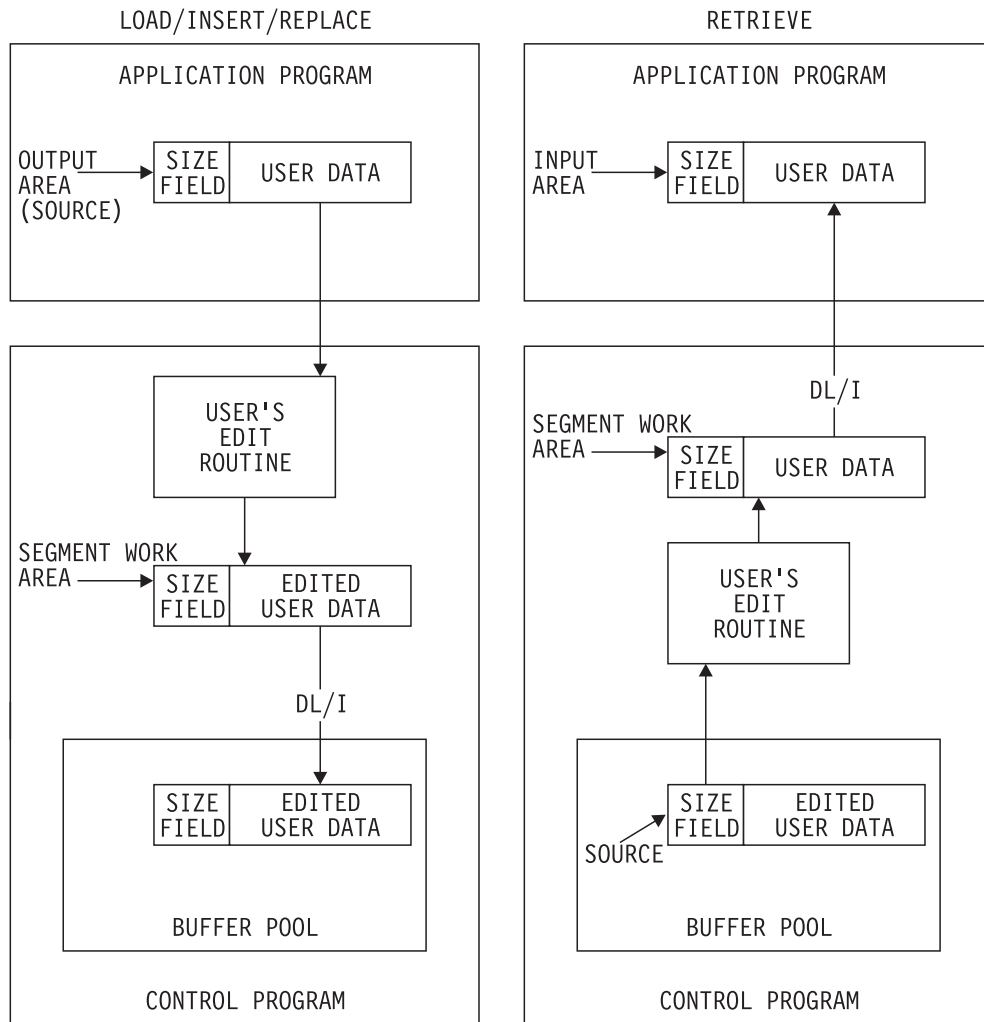 LOAD/INSERT/REPLACE
APPLICATION PROGRAM
OUTPUT
AREA
(SOURCE)
SIZE
FIELD
USER DATA
USER'S
EDIT
ROUTINE
SEGMENT WORK
AREA
SIZE
FIELD
EDITED
USER DATA
DL/I
SIZE
FIELD
EDITED
USER DATA
BUFFER POOL
CONTROL PROGRAM
RETRIEVE
APPLICATION PROGRAM
INPUT
AREA
SIZE
FIELD
USER DATA
DL/I
SEGMENT WORK
AREA
SIZE
FIELD
USER DATA
USER'S
EDIT
ROUTINE
SIZE
FIELD
EDITED
USER DATA
SOURCE
BUFFER POOL
CONTROL PROGRAM